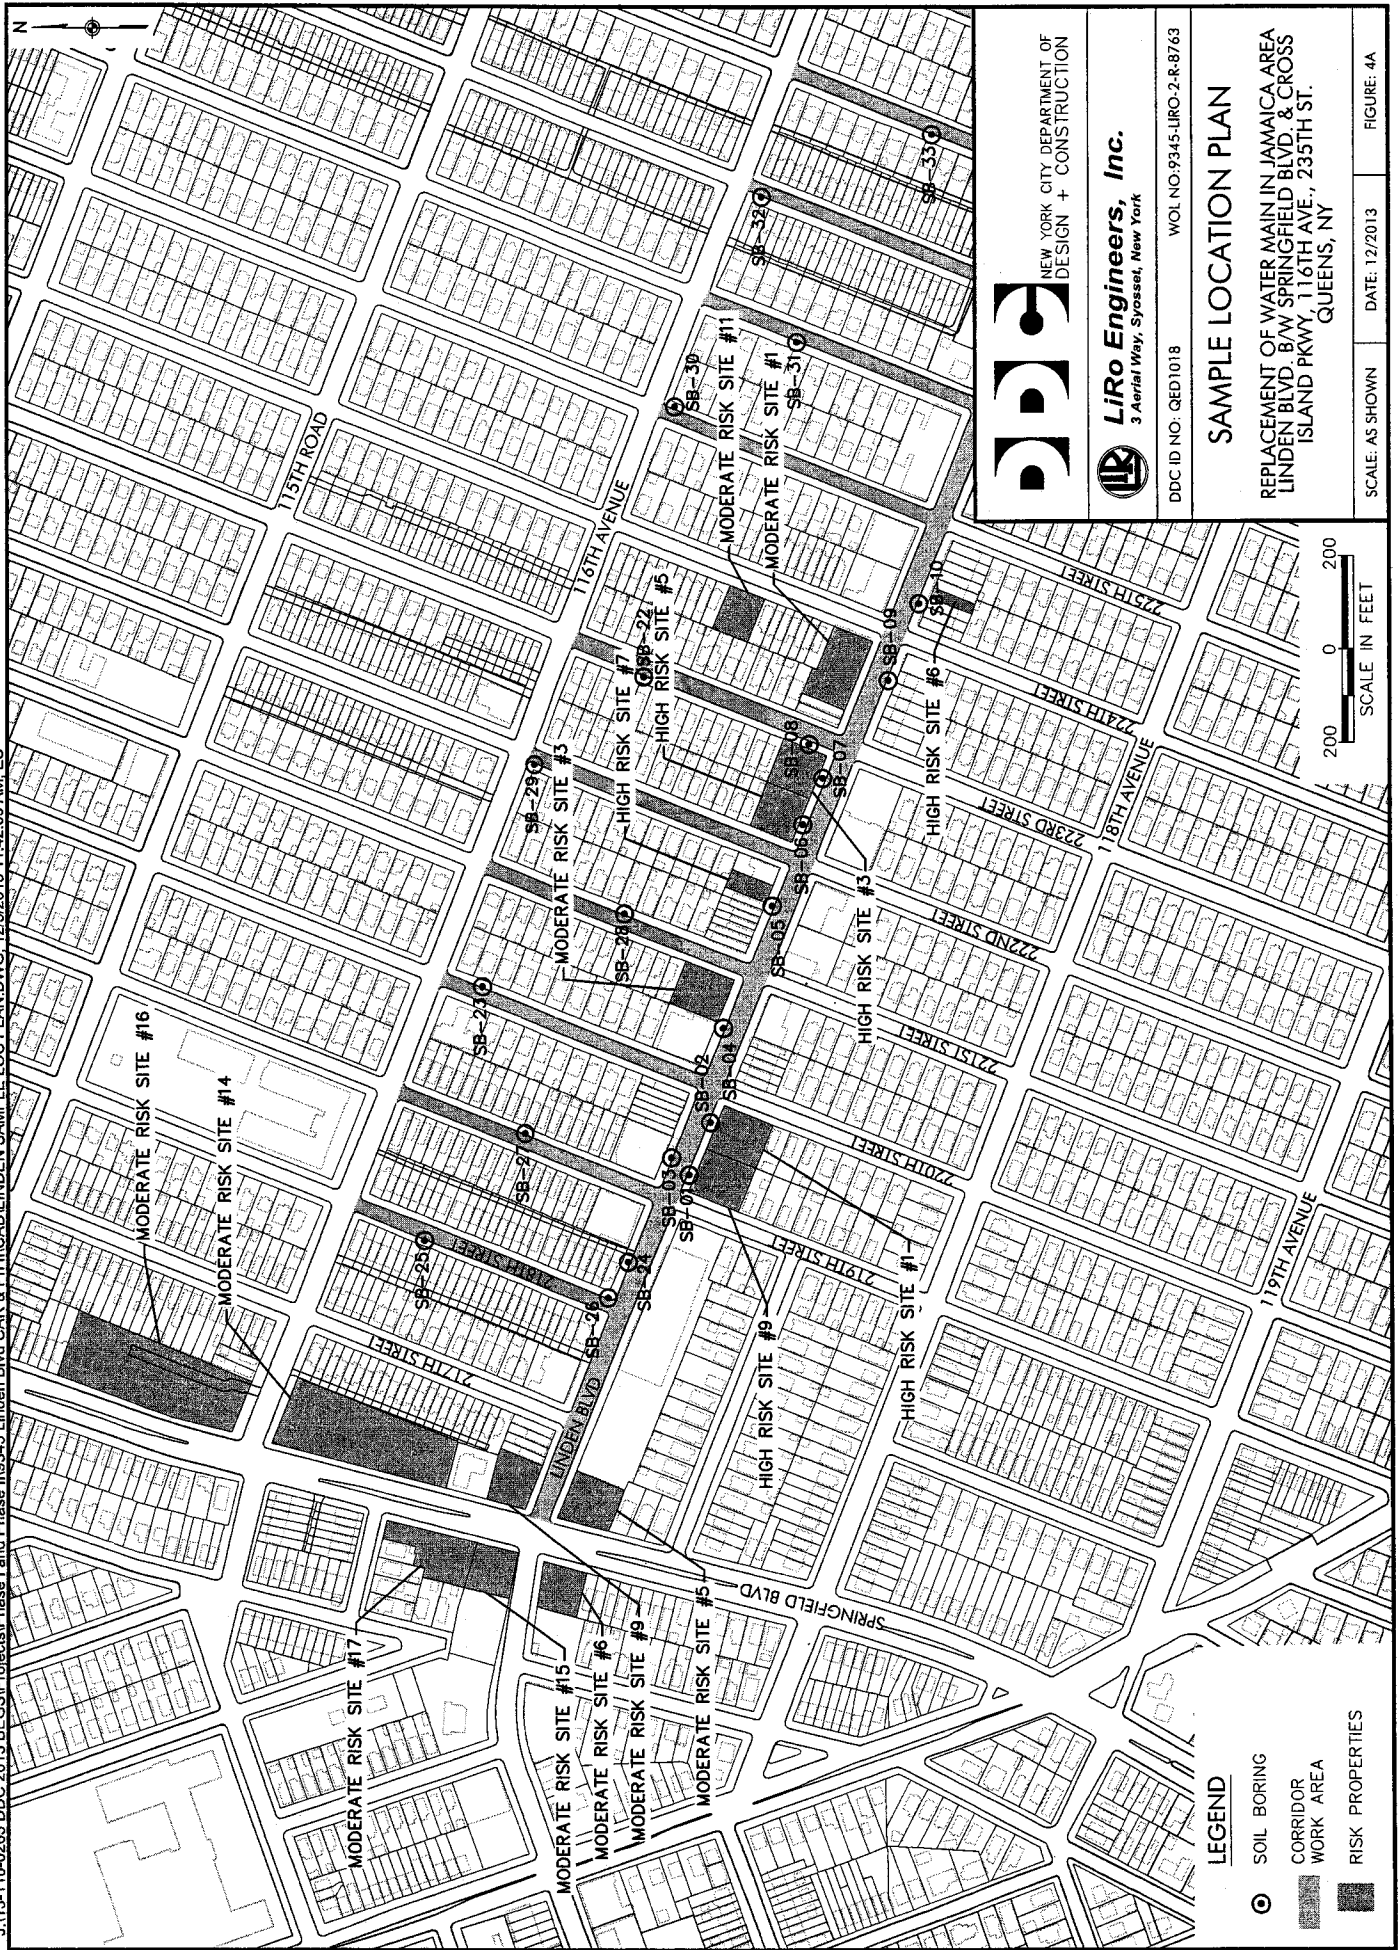 N
MODERATE RISK SITE #16
MODERATE RISK SITE #14
MODERATE RISK SITE #17
MODERATE RISK SITE #15
MODERATE RISK SITE #6
MODERATE RISK SITE #9
MODERATE RISK SITE #5
MODERATE RISK SITE #3
HIGH RISK SITE #7
HIGH RISK SITE #5
MODERATE RISK SITE #11
MODERATE RISK SITE #1
HIGH RISK SITE #9
HIGH RISK SITE #1
HIGH RISK SITE #3
HIGH RISK SITE #6
115TH ROAD
116TH AVENUE
217TH STREET
218TH STREET
LINDEN BLVD
SPRINGFIELD BLVD
219TH STREET
220TH STREET
221ST STREET
222ND STREET
223RD STREET
224TH STREET
225TH STREET
118TH AVENUE
119TH AVENUE
SB-25
SB-26
SB-24
SB-27
SB-23
SB-28
SB-29
SB-22
SB-30
SB-31
SB-32
SB-33
SB-03
SB-01
SB-02
SB-04
SB-05
SB-06
SB-07
SB-08
SB-09
SB-10
LEGEND
SOIL BORING
CORRIDOR
WORK AREA
RISK PROPERTIES
200 0 200
SCALE IN FEET
DDC
NEW YORK CITY DEPARTMENT OF
DESIGN + CONSTRUCTION
LiRo Engineers, Inc.
3 Aerial Way, Syosset, New York
DDC ID NO: QED1018 WOL NO:9345-LIRO-2-R-8763
SAMPLE LOCATION PLAN
REPLACEMENT OF WATER MAIN IN JAMAICA AREA
LINDEN BLVD. B/W SPRINGFIELD BLVD. & CROSS
ISLAND PKWY, 116TH AVE., 235TH ST.
QUEENS, NY
SCALE: AS SHOWN DATE: 12/2013 FIGURE: 4A